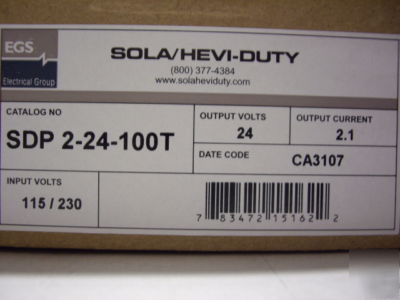 EGS
Electrical Group
SOLA/HEVI-DUTY
(800) 377-4384
www.solaheviduty.com
CATALOG NO
SDP 2-24-100T
OUTPUT VOLTS
24
OUTPUT CURRENT
2.1
DATE CODE
CA3107
INPUT VOLTS
115 / 230
7 83472 15162 2